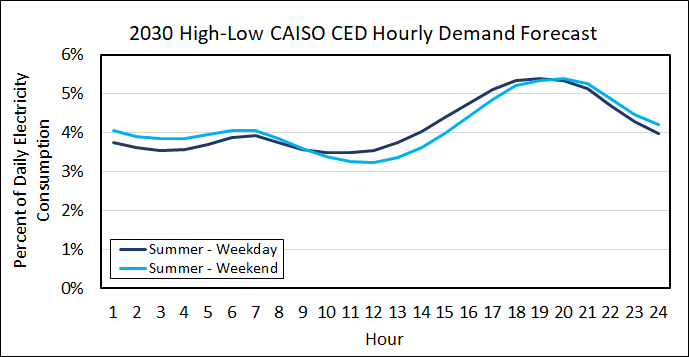 2030 High-Low CAISO CED Hourly Demand Forecast
Percent of Daily Electricity
Consumption
6%
5%
4%
3%
2%
1%
0%
Summer - Weekday
Summer - Weekend
1 2 3 4 5 6 7 8 9 10 11 12 13 14 15 16 17 18 19 20 21 22 23 24
Hour